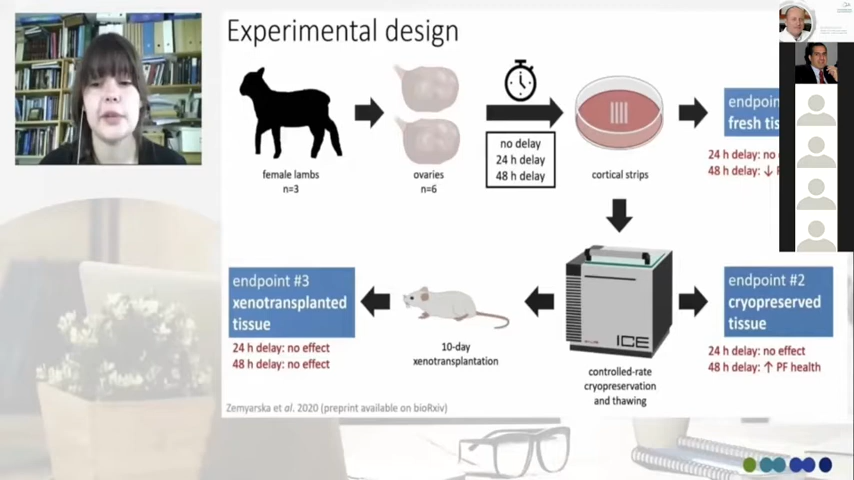 Experimental design
female lambs
n=3
ovaries
n=6
no delay
24 h delay
48 h delay
cortical strips
fresh
24 h delay: no
48 h delay: ↓
endpoint #3
xenotransplanted
tissue
24 h delay: no effect
48 h delay: no effect
10-day
xenotransplantation
ICE
controlled-rate
cryopreservation
and thawing
endpoint #2
cryopreserved
tissue
24 h delay: no effect
48 h delay: ↑ PF health
Zemyarska et al. 2020 (preprint available on bioRxiv)